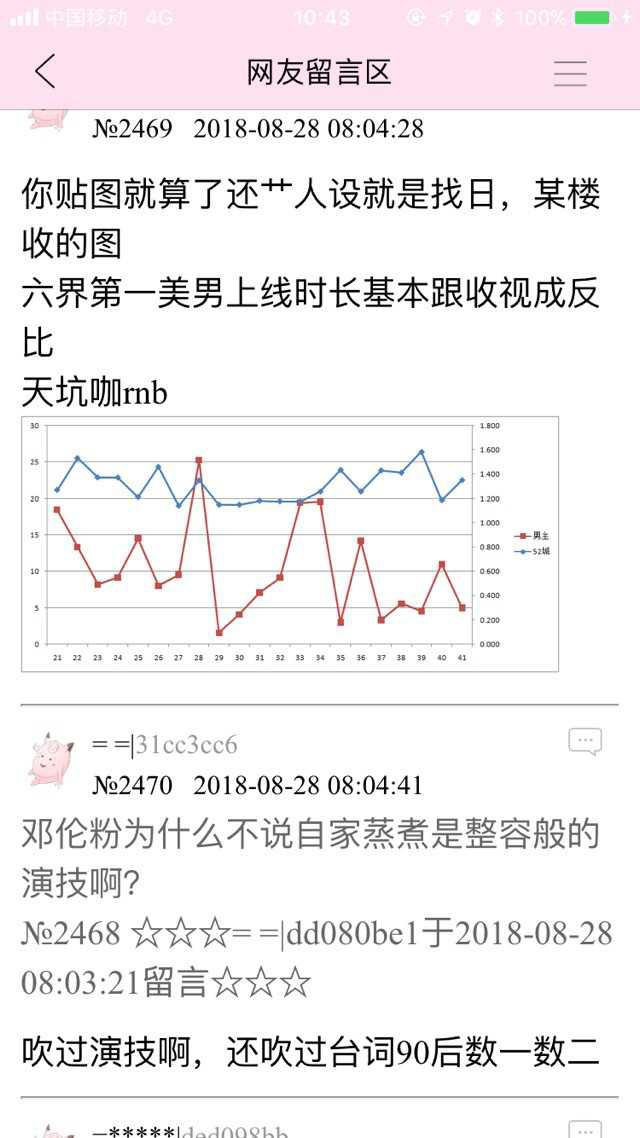 中国移动 4G 10:43 100%
网友留言区
№2469 2018-08-28 08:04:28
你贴图就算了还艹人设就是找日，某楼
收的图
六界第一美男上线时长基本跟收视成反
比
天坑咖rnb
30 1.800
1.600
25 1.400
20 1.200
1.000
15 男主
0.800 52城
10 0.600
0.400
5 0.200
0 0.000
21 22 23 24 25 26 27 28 29 30 31 32 33 34 35 36 37 38 39 40 41
= =|31cc3cc6
№2470 2018-08-28 08:04:41
邓伦粉为什么不说自家蒸煮是整容般的
演技啊？
№2468 ☆☆☆= =|dd080be1于2018-08-28
08:03:21留言☆☆☆
吹过演技啊，还吹过台词90后数一数二
=*****|ded098bb